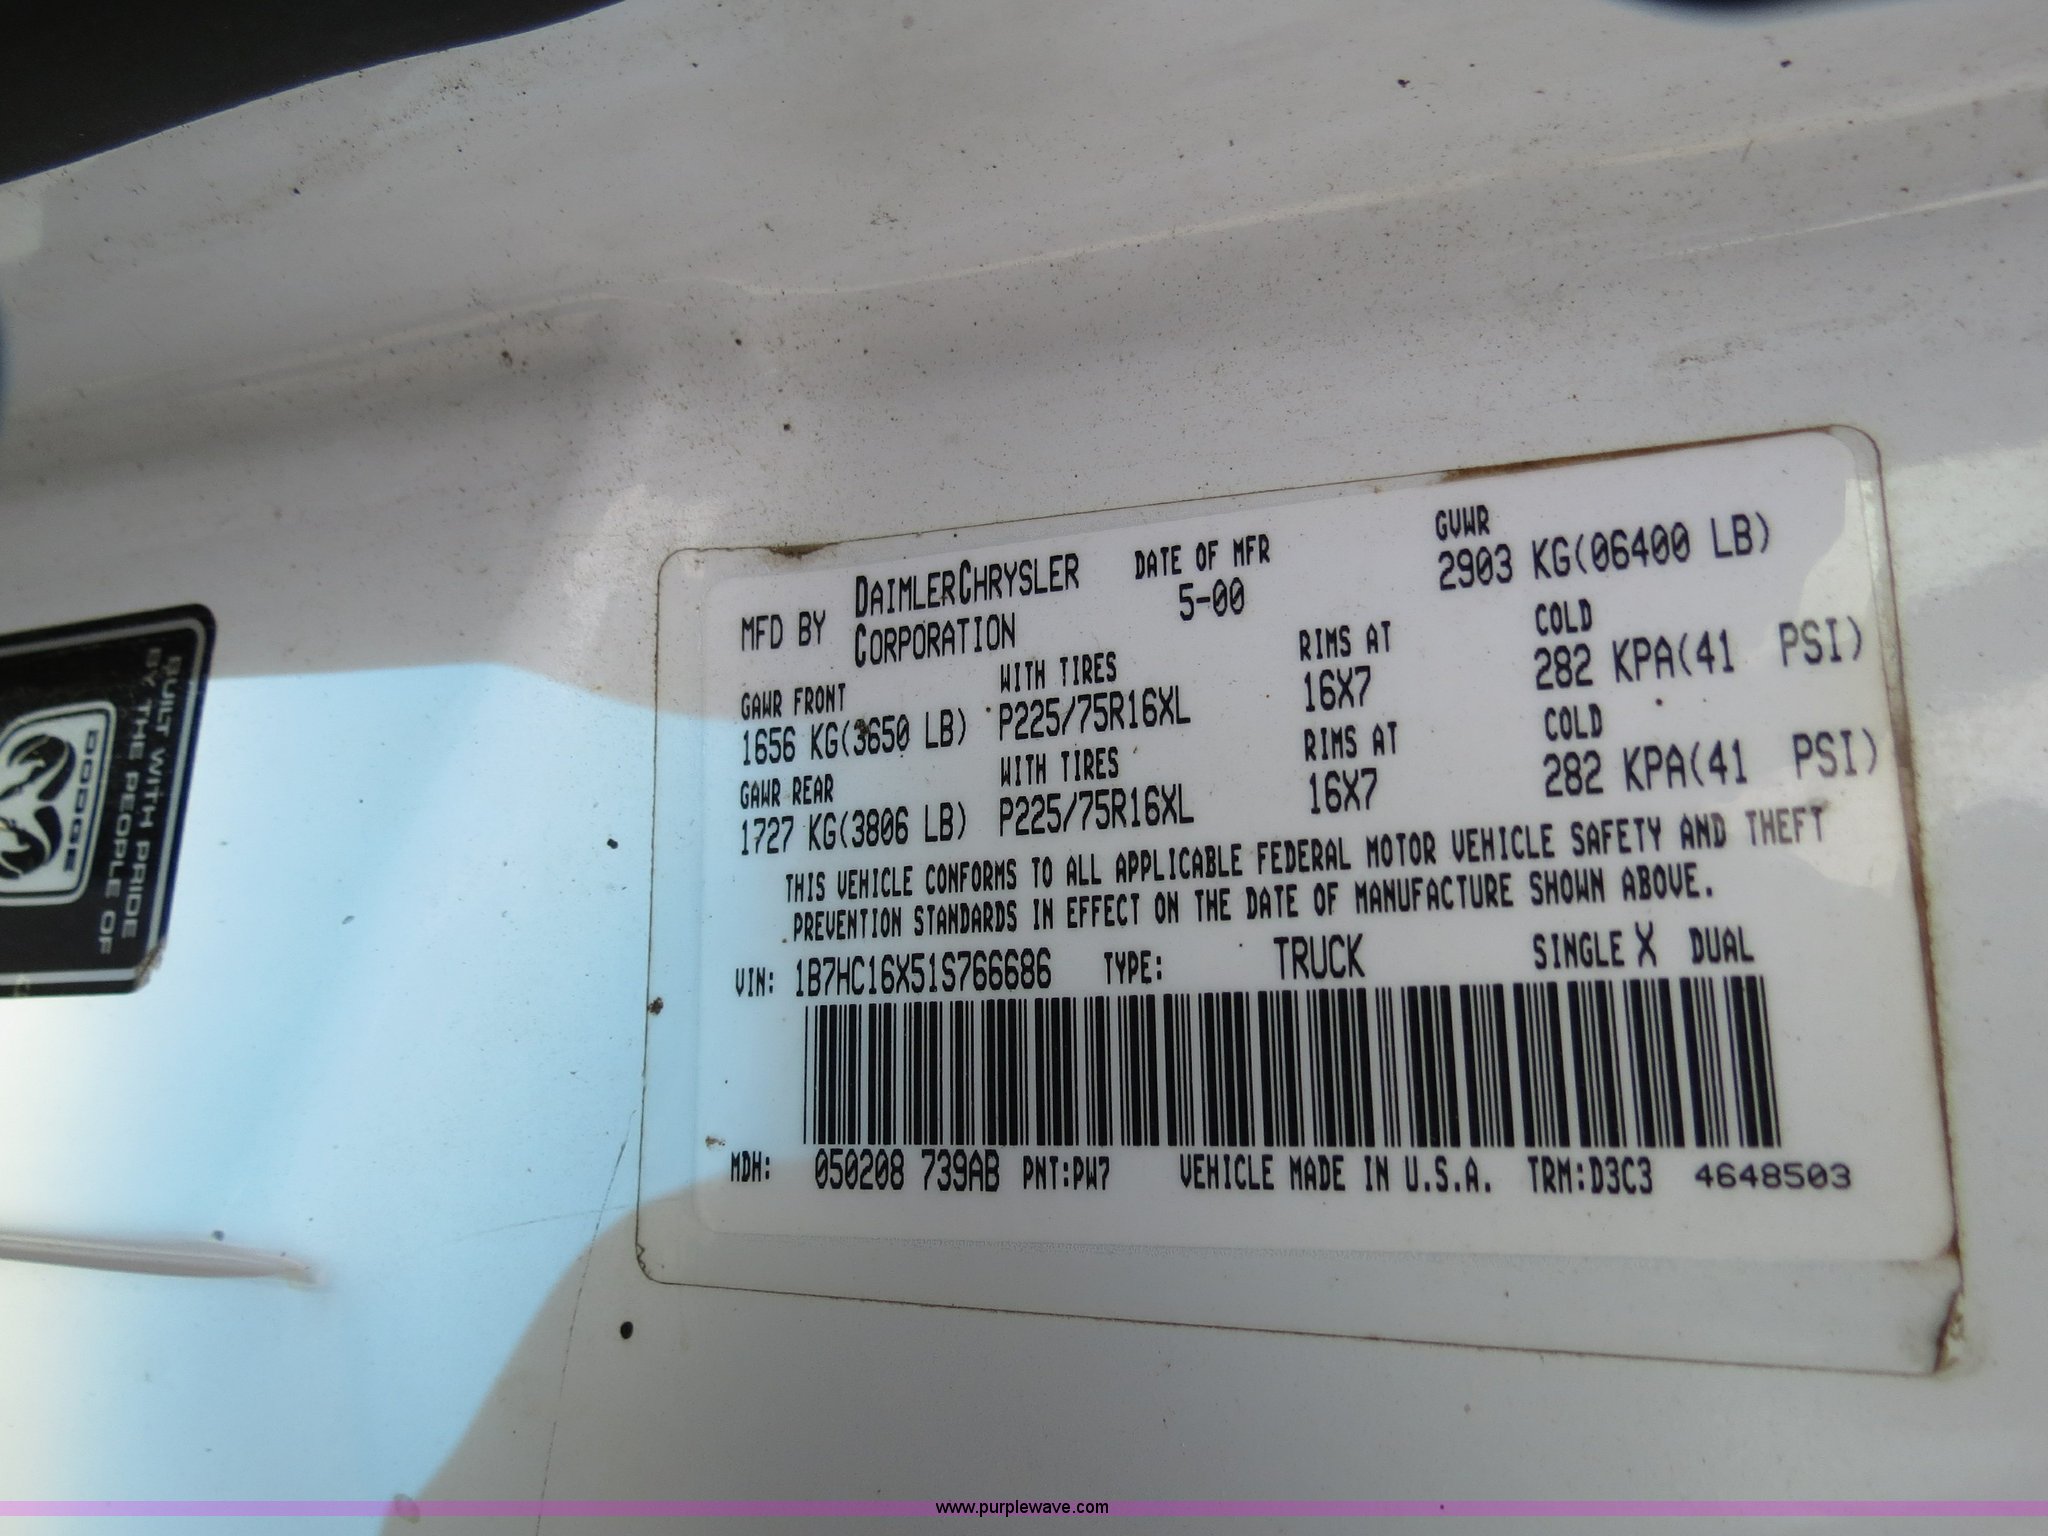 MFD BY DAIMLERCHRYSLER CORPORATION
DATE OF MFR
5-00
GVWR
2903 KG(06400 LB)
GAWR FRONT WITH TIRES RIMS AT COLD
1656 KG(3650 LB) P225/75R16XL 16X7 282 KPA(41 PSI)
GAWR REAR WITH TIRES RIMS AT COLD
1727 KG(3806 LB) P225/75R16XL 16X7 282 KPA(41 PSI)
THIS VEHICLE CONFORMS TO ALL APPLICABLE FEDERAL MOTOR VEHICLE SAFETY AND THEFT
PREVENTION STANDARDS IN EFFECT ON THE DATE OF MANUFACTURE SHOWN ABOVE.
VIN: 1B7HC16X51S766686 TYPE: TRUCK SINGLE X DUAL
MDH: 050208 739AB PNT:PW7 VEHICLE MADE IN U.S.A. TRM:D3C3 4648503
BUILT WITH PRIDE
BY THE PEOPLE OF
DODGE
www.purplewave.com